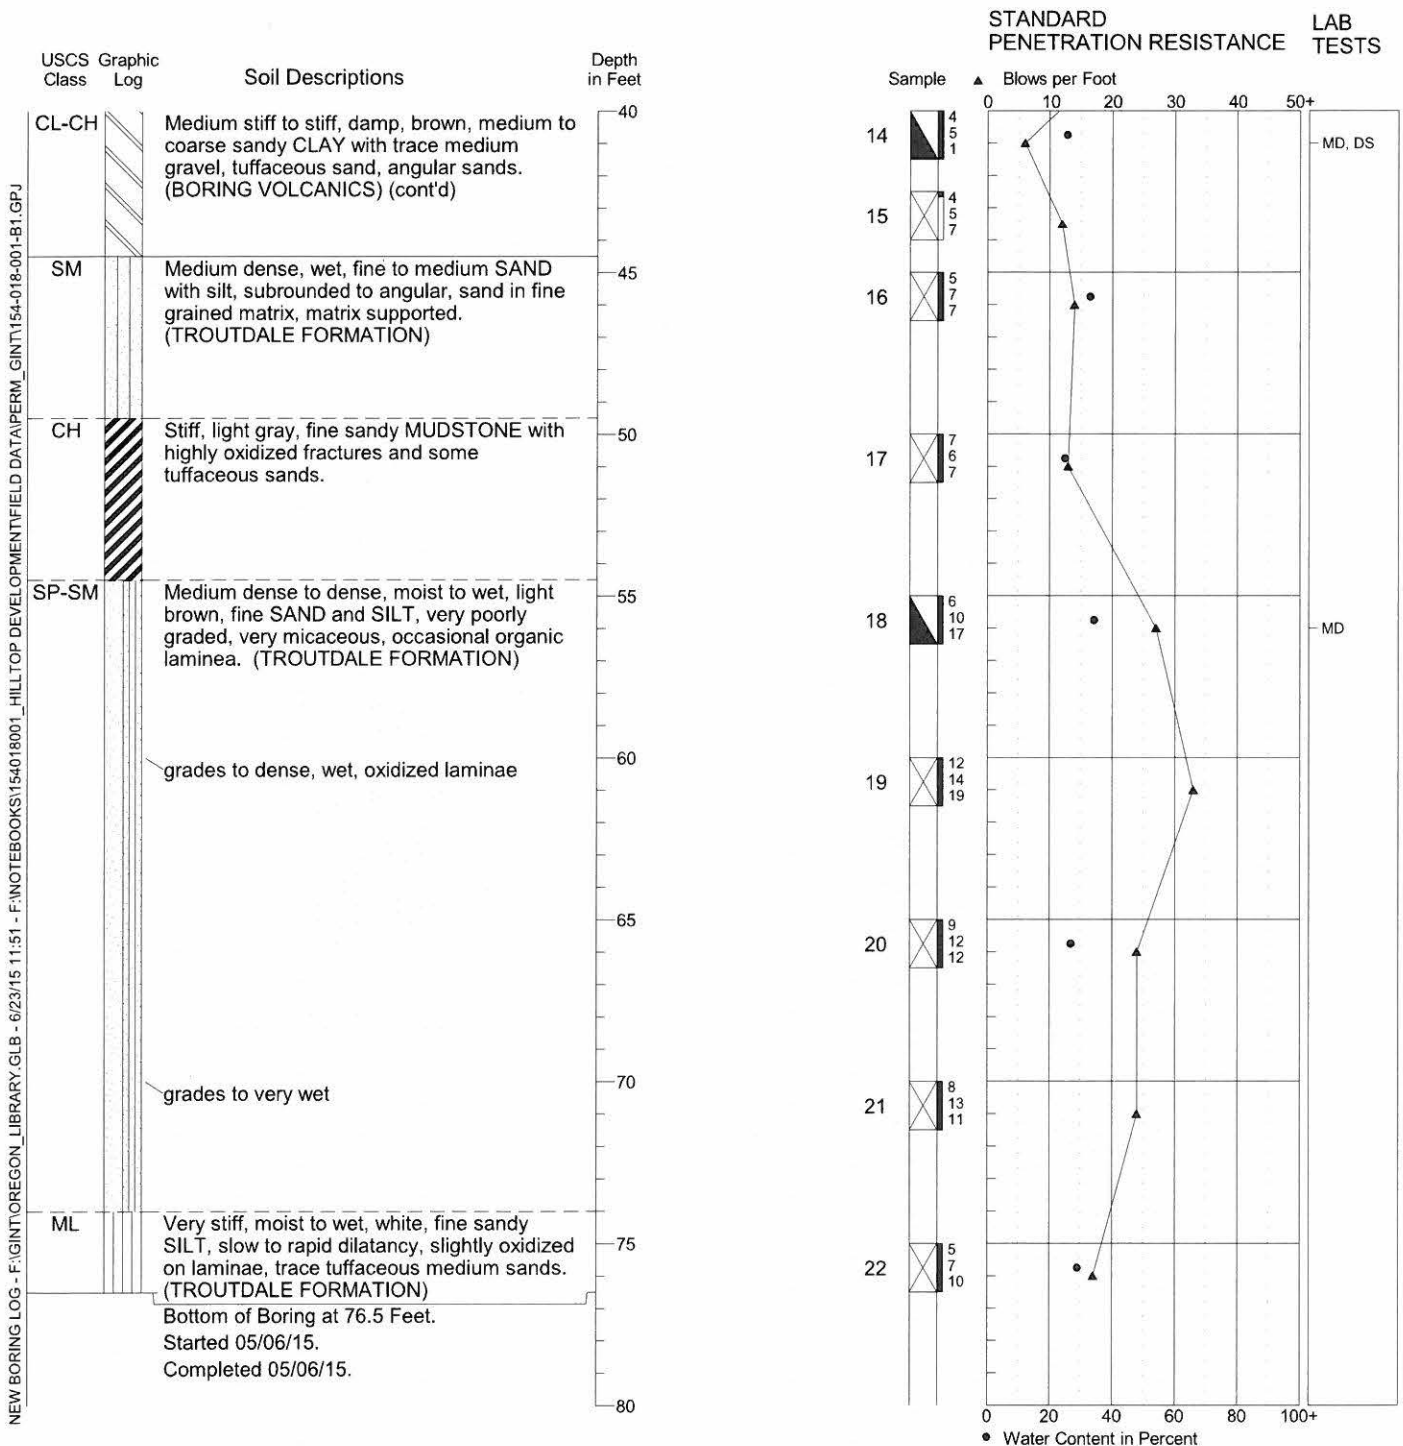 STANDARD
PENETRATION RESISTANCE
LAB
TESTS
USCS
Class
Graphic
Log
Soil Descriptions
Depth
in Feet
Sample
▲ Blows per Foot
0 10 20 30 40 50+
CL-CH
Medium stiff to stiff, damp, brown, medium to
coarse sandy CLAY with trace medium
gravel, tuffaceous sand, angular sands.
(BORING VOLCANICS) (cont'd)
40
14
4
5
1
MD, DS
15
4
5
7
SM
Medium dense, wet, fine to medium SAND
with silt, subrounded to angular, sand in fine
grained matrix, matrix supported.
(TROUTDALE FORMATION)
45
16
5
7
7
CH
Stiff, light gray, fine sandy MUDSTONE with
highly oxidized fractures and some
tuffaceous sands.
50
17
7
6
7
SP-SM
Medium dense to dense, moist to wet, light
brown, fine SAND and SILT, very poorly
graded, very micaceous, occasional organic
laminea. (TROUTDALE FORMATION)
55
18
6
10
17
MD
grades to dense, wet, oxidized laminae
60
19
12
14
19
65
20
9
12
12
grades to very wet
70
21
8
13
11
ML
Very stiff, moist to wet, white, fine sandy
SILT, slow to rapid dilatancy, slightly oxidized
on laminae, trace tuffaceous medium sands.
(TROUTDALE FORMATION)
75
22
5
7
10
Bottom of Boring at 76.5 Feet.
Started 05/06/15.
Completed 05/06/15.
80
0 20 40 60 80 100+
● Water Content in Percent
NEW BORING LOG - F:\GINT\OREGON_LIBRARY.GLB - 6/23/15 11:51 - F:\NOTEBOOKS\154018001_HILLTOP DEVELOPMENT\FIELD DATA\PERM_GINT\154-018-001-B1.GPJ